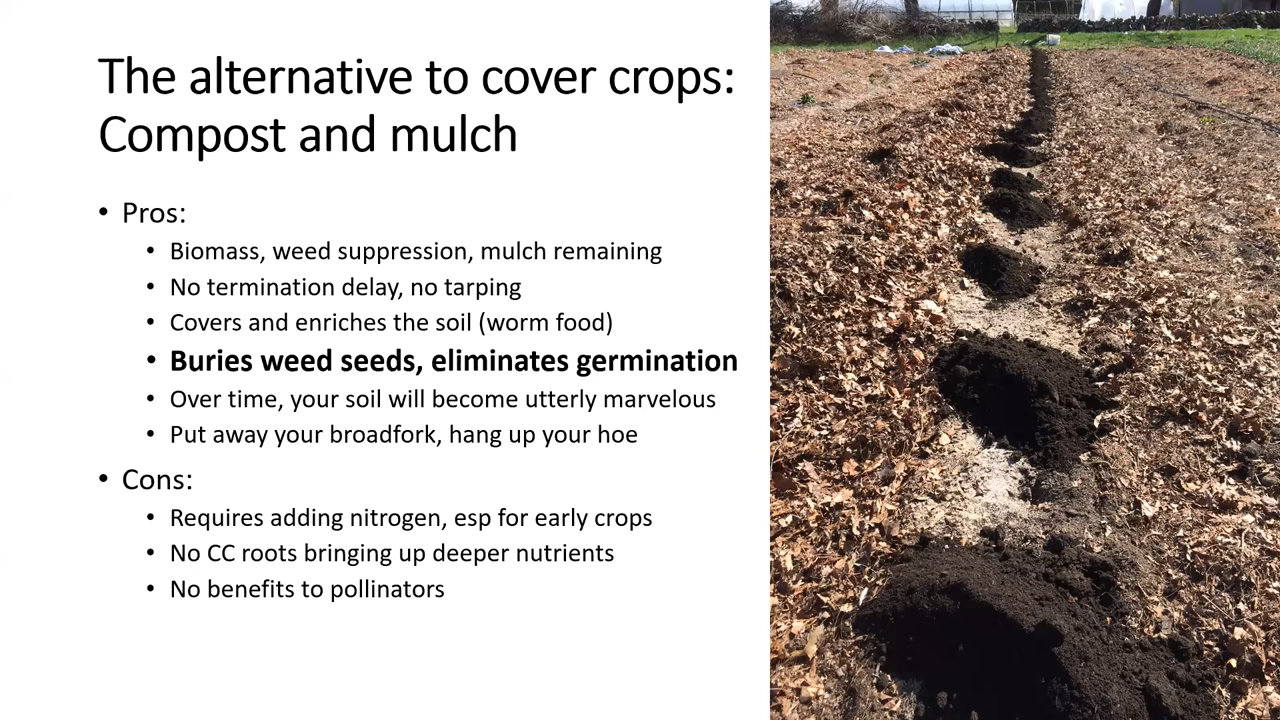 The alternative to cover crops:
Compost and mulch
• Pros:
• Biomass, weed suppression, mulch remaining
• No termination delay, no tarping
• Covers and enriches the soil (worm food)
• Buries weed seeds, eliminates germination
• Over time, your soil will become utterly marvelous
• Put away your broadfork, hang up your hoe
• Cons:
• Requires adding nitrogen, esp for early crops
• No CC roots bringing up deeper nutrients
• No benefits to pollinators